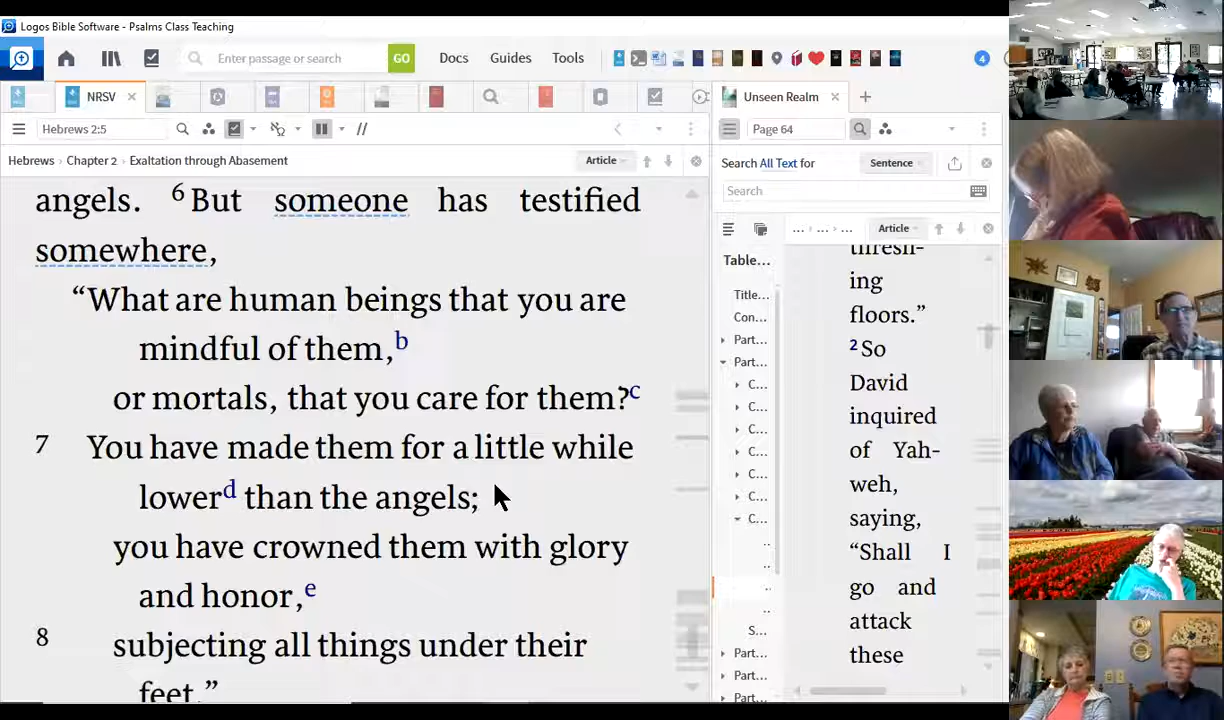 Logos Bible Software - Psalms Class Teaching
Enter passage or search
GO
Docs
Guides
Tools
4
NRSV
Unseen Realm
Hebrews 2:5
Page 64
Hebrews › Chapter 2 › Exaltation through Abasement
Article
Search All Text for
Sentence
Search
... › ... › ...
Article
angels. 6 But someone has testified
somewhere,
“What are human beings that you are
mindful of them,b
or mortals, that you care for them?c
7 You have made them for a little while
lowerd than the angels;
you have crowned them with glory
and honor,e
8 subjecting all things under their
feet.”
Table...
Title...
Con...
Part...
Part...
C...
C...
C...
C...
C...
..
..
..
..
S...
Part...
Part...
Part...
thresh-
ing
floors.”
2 So
David
inquired
of Yah-
weh,
saying,
“Shall I
go and
attack
these